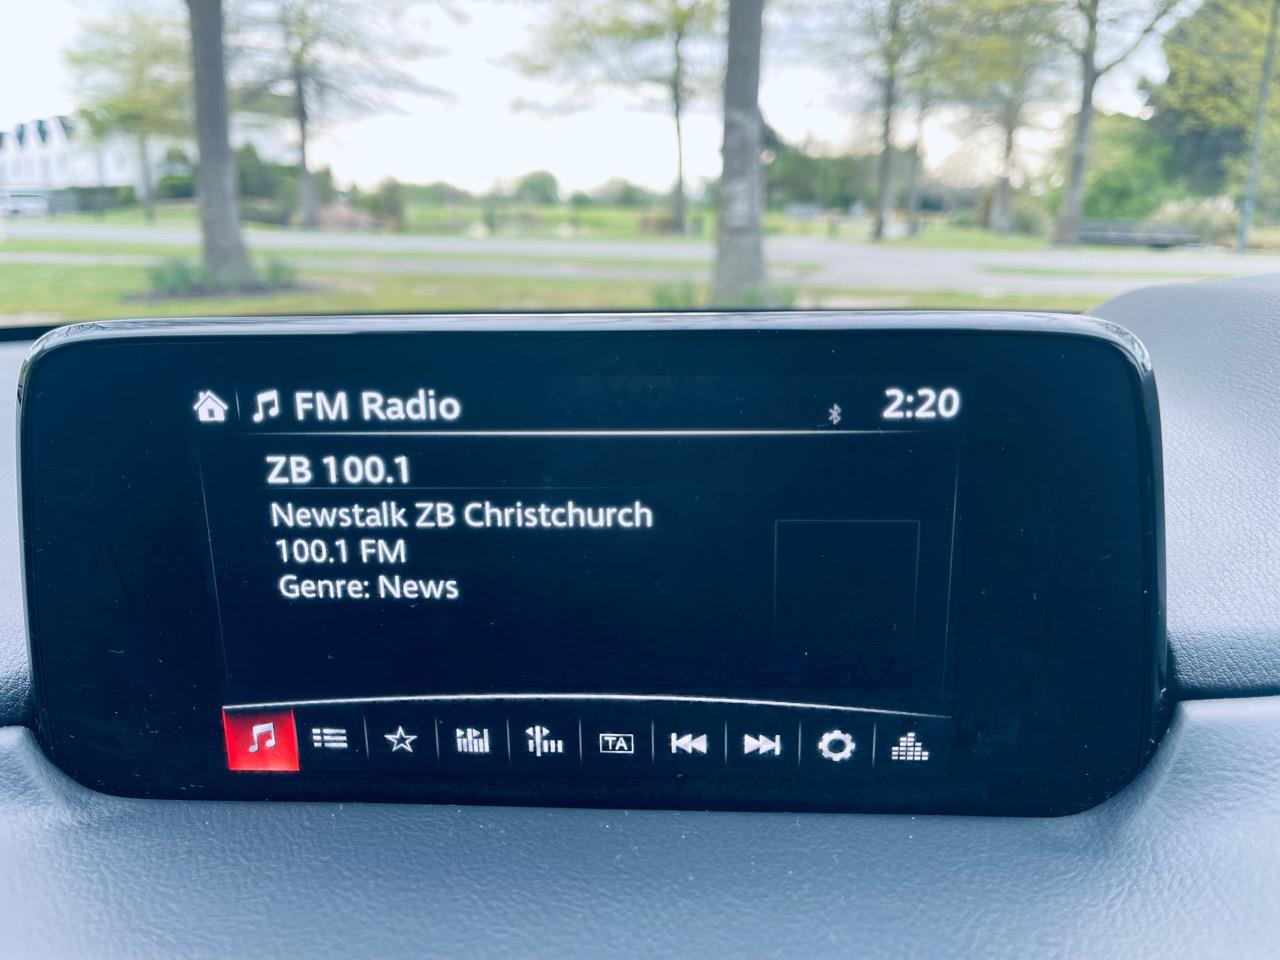 FM Radio 2:20
ZB 100.1
Newstalk ZB Christchurch
100.1 FM
Genre: News
TA